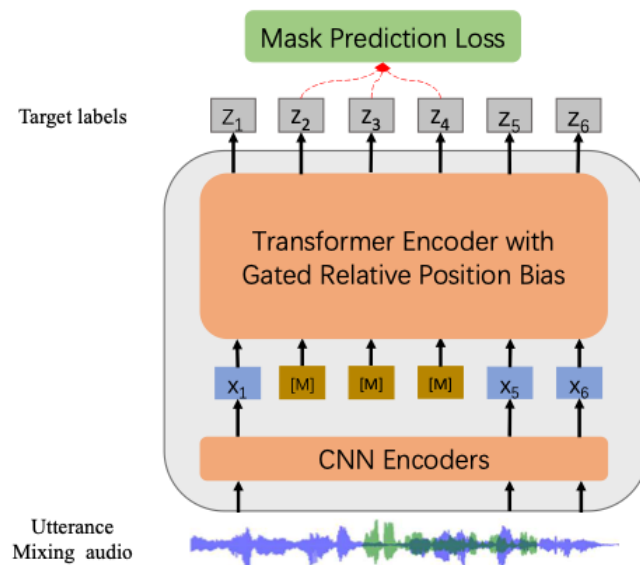 Mask Prediction Loss
Target labels
Z1 Z2 Z3 Z4 Z5 Z6
Transformer Encoder with
Gated Relative Position Bias
x1 [M] [M] [M] x5 x6
CNN Encoders
Utterance
Mixing audio